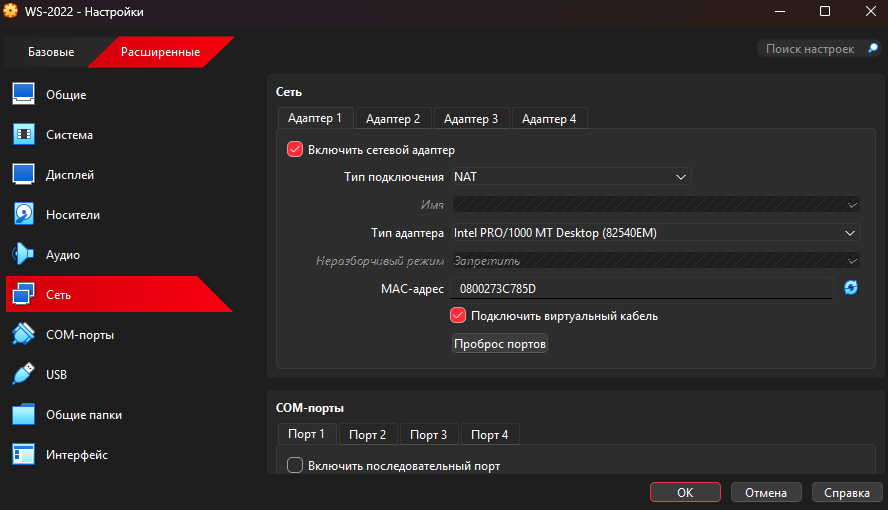 WS-2022 - Настройки
Базовые
Расширенные
Поиск настроек
Общие
Система
Дисплей
Носители
Аудио
Сеть
COM-порты
USB
Общие папки
Интерфейс
Сеть
Адаптер 1 Адаптер 2 Адаптер 3 Адаптер 4
Включить сетевой адаптер
Тип подключения NAT
Имя
Тип адаптера Intel PRO/1000 MT Desktop (82540EM)
Неразборчивый режим Запретить
MAC-адрес 0800273C785D
Подключить виртуальный кабель
Проброс портов
COM-порты
Порт 1 Порт 2 Порт 3 Порт 4
Включить последовательный порт
ОК Отмена Справка